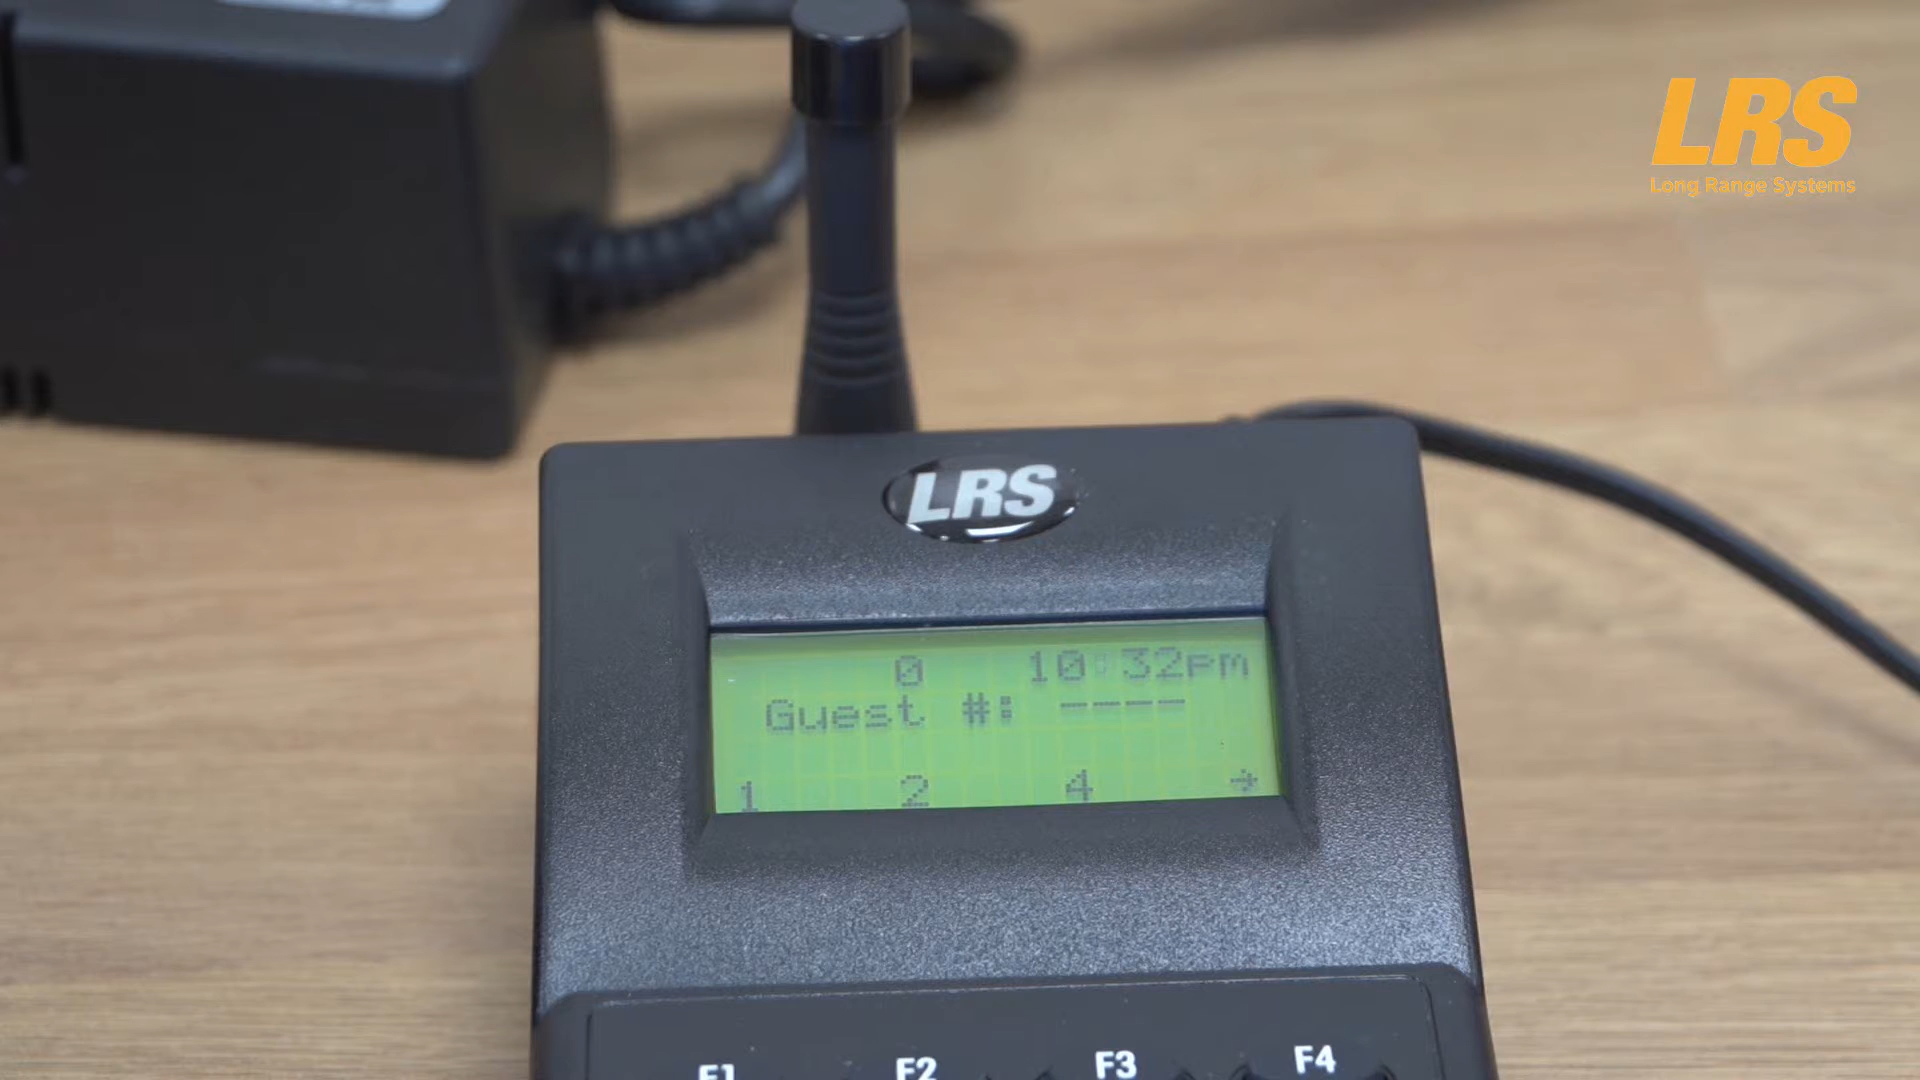 LRS
Long Range Systems
LRS
0 10:32pm
Guest #: ----
1 2 4 →
F1 F2 F3 F4